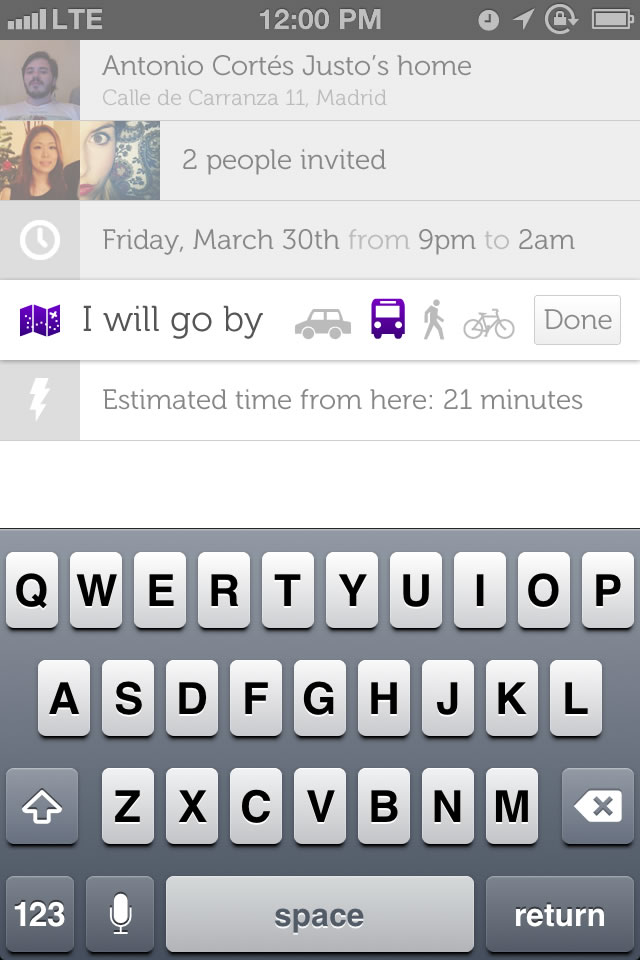 LTE 12:00 PM
Antonio Cortés Justo’s home
Calle de Carranza 11, Madrid
2 people invited
Friday, March 30th from 9pm to 2am
I will go by Done
Estimated time from here: 21 minutes
Q W E R T Y U I O P
A S D F G H J K L
Z X C V B N M
123 space return